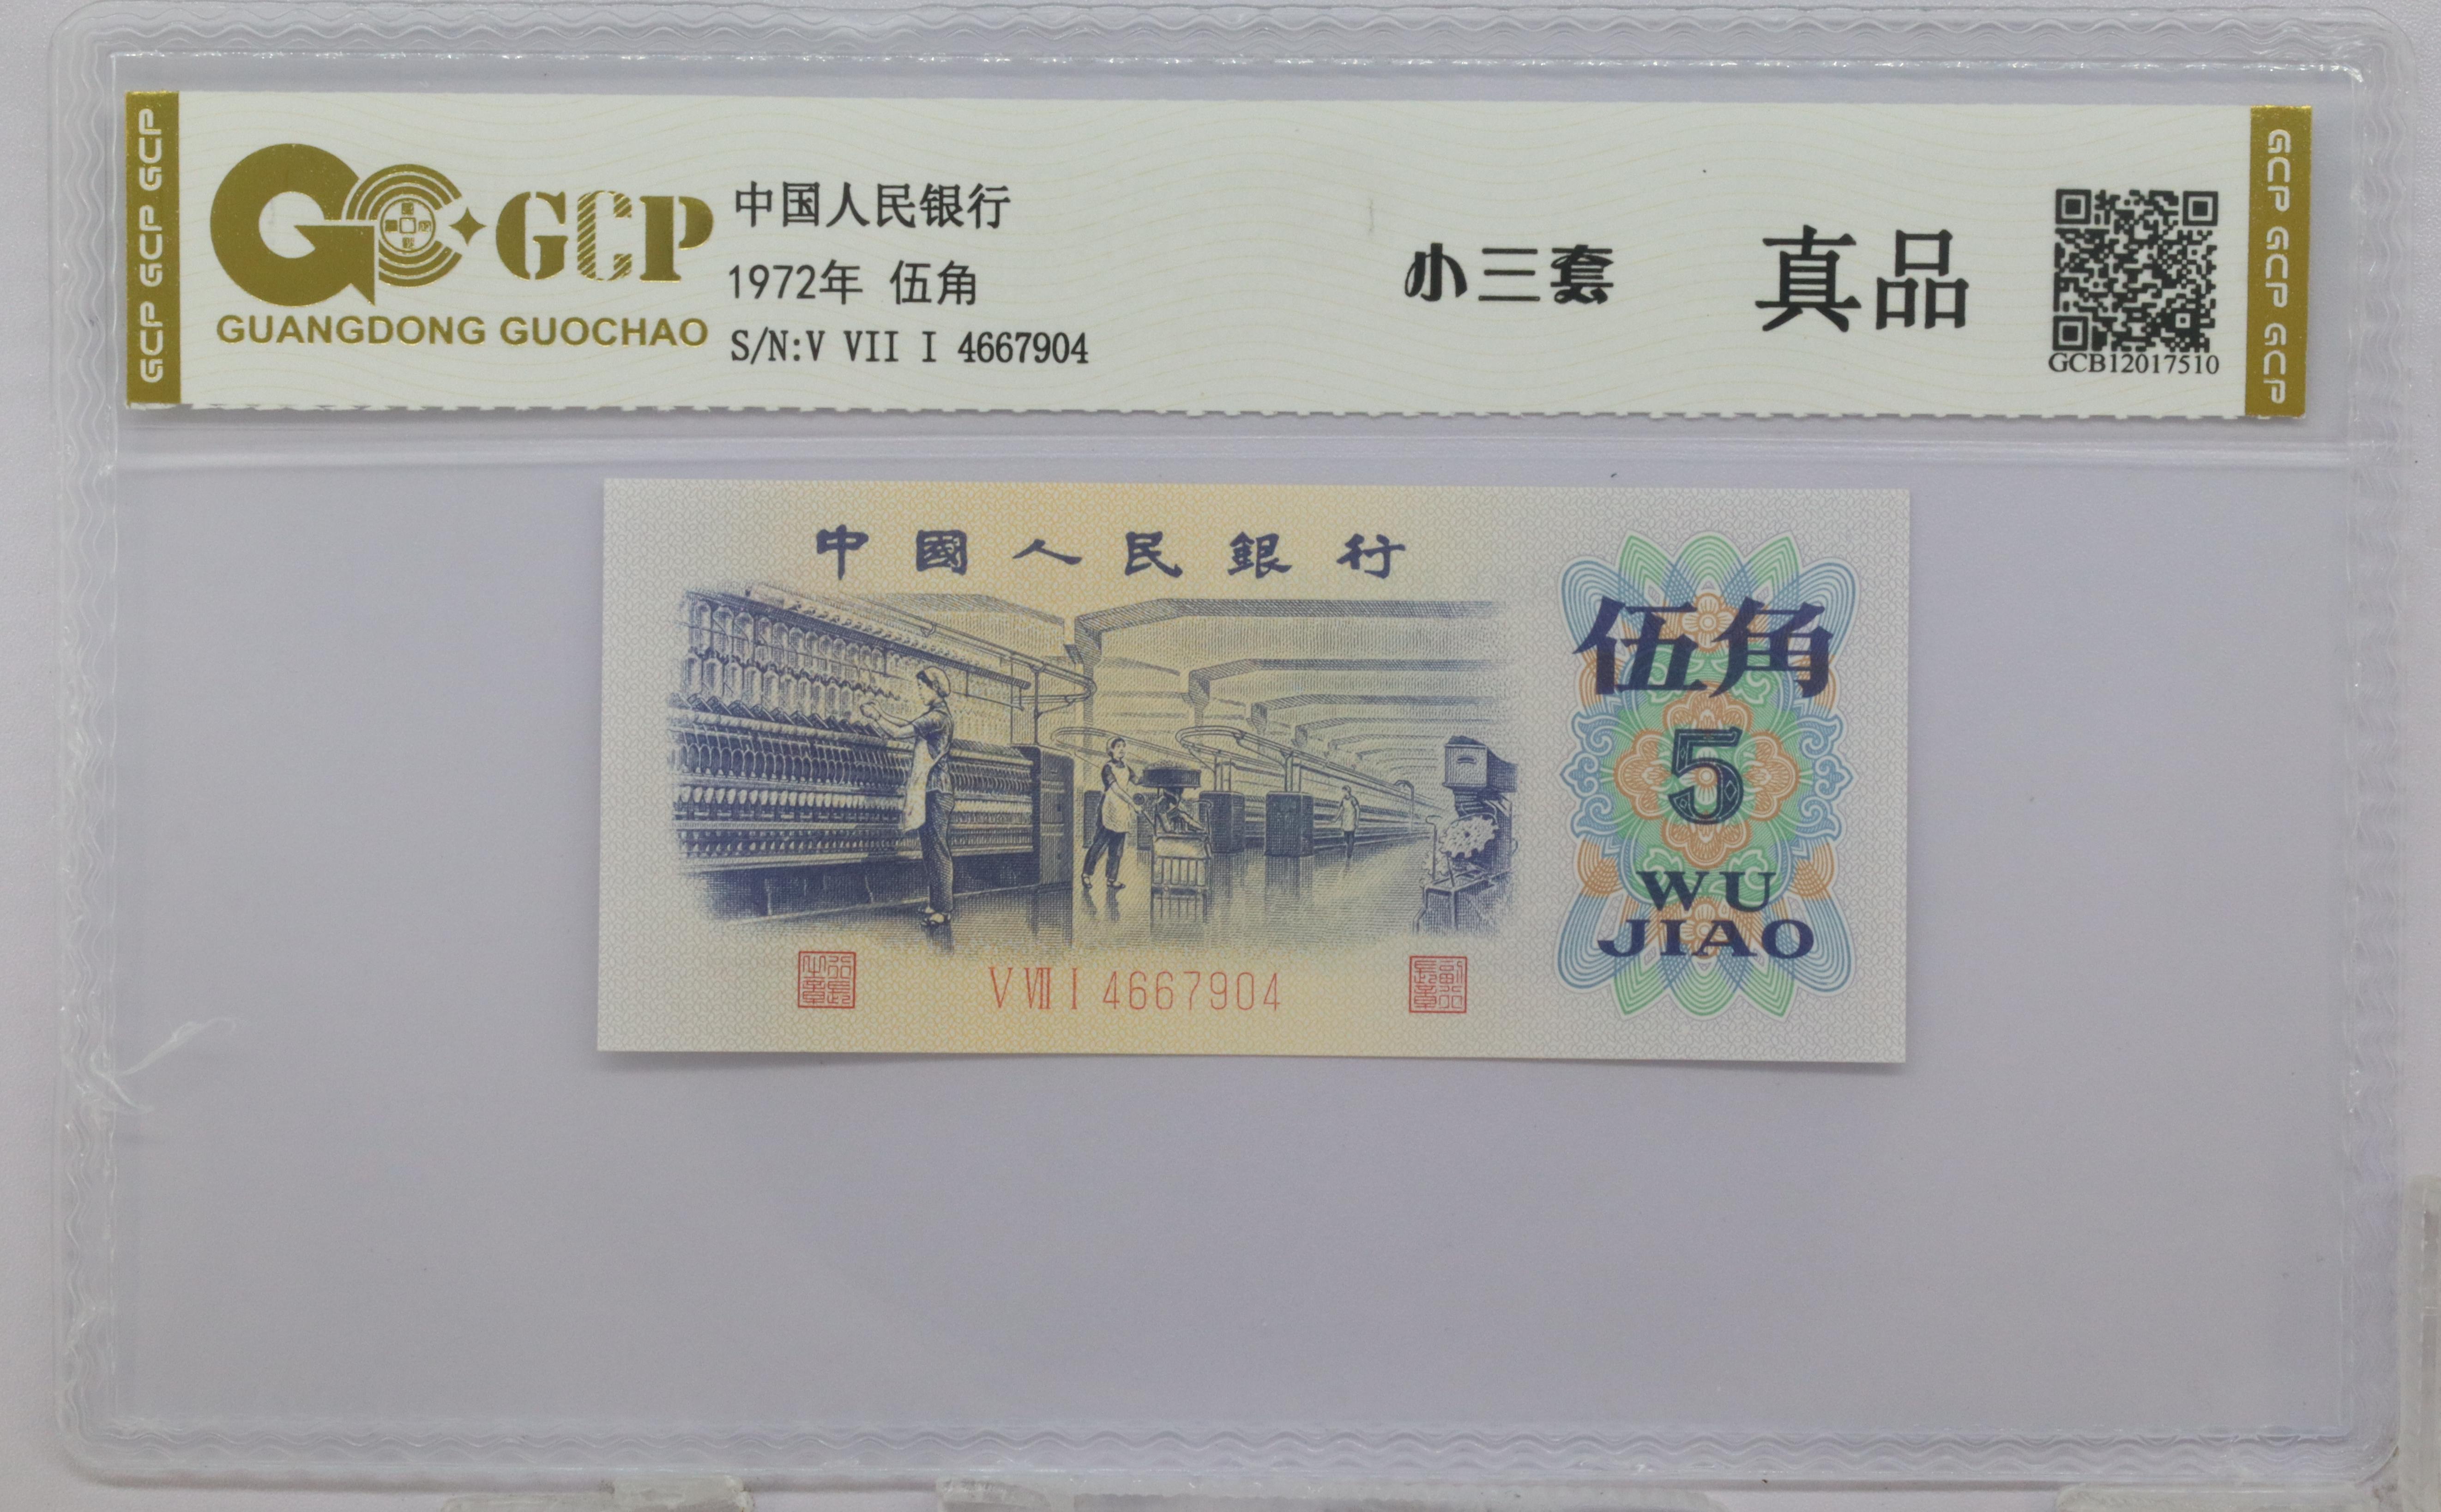 GCP GCP GCP
GCP
GUANGDONG GUOCHAO
中国人民银行
1972年 伍角
S/N:V VII I 4667904
小三套
真品
GCB12017510
GCP GCP GCP
中國人民銀行
伍角
5
WU
JIAO
V VII I 4667904